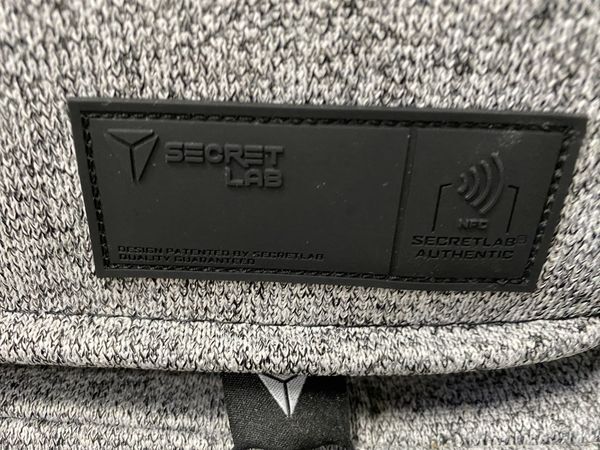 SECRET
LAB
DESIGN PATENTED BY SECRETLAB
QUALITY GUARANTEED
NFC
SECRETLAB®
AUTHENTIC